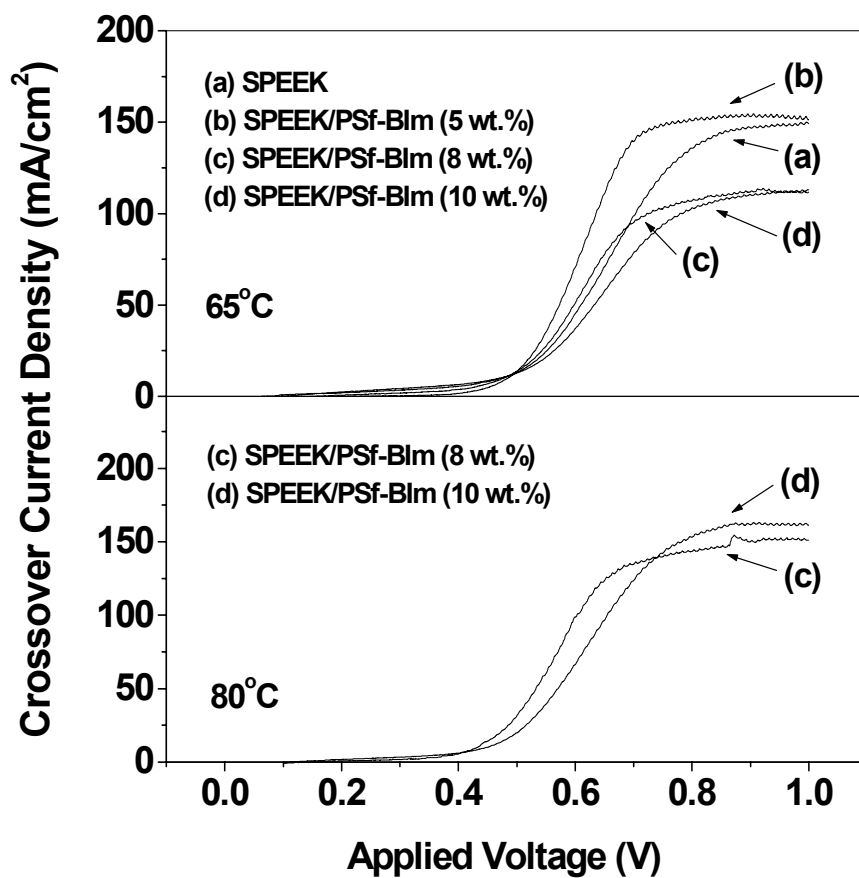 Crossover Current Density (mA/cm²)
200
150
100
50
0
(a) SPEEK
(b) SPEEK/PSf-BIm (5 wt.%)
(c) SPEEK/PSf-BIm (8 wt.%)
(d) SPEEK/PSf-BIm (10 wt.%)
65°C
(b)
(a)
(d)
(c)
200
150
100
50
0
(c) SPEEK/PSf-BIm (8 wt.%)
(d) SPEEK/PSf-BIm (10 wt.%)
80°C
(d)
(c)
0.0 0.2 0.4 0.6 0.8 1.0
Applied Voltage (V)